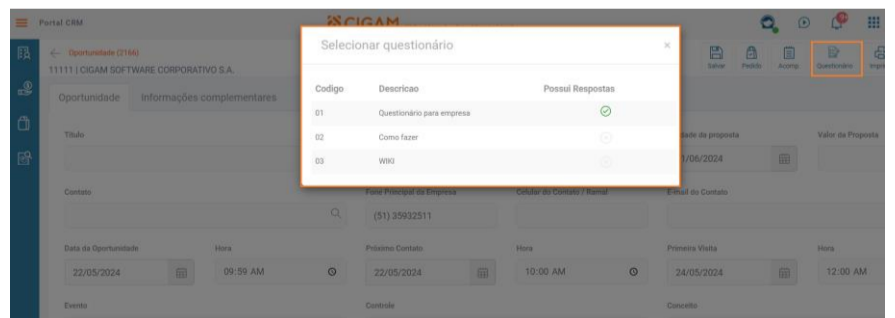 Portal CRM
CIGAM
Oportunidade (2166)
11111 | CIGAM SOFTWARE CORPORATIVO S.A.
Salvar Pedido Acomp. Questionário
Selecionar questionário ×
Codigo Descricao Possui Respostas
01 Questionário para empresa
02 Como fazer
03 WIKI
Oportunidade Informações complementares
Título dade da proposta Valor da Proposta
1/06/2024
Contato Fone Principal da Empresa Celular do Contato / Ramal E-mail do Contato
(51) 35932511
Data da Oportunidade Hora Próximo Contato Hora Primeira Visita Hora
22/05/2024 09:59 AM 22/05/2024 10:00 AM 24/05/2024 12:00 AM
Evento Controle Conceito